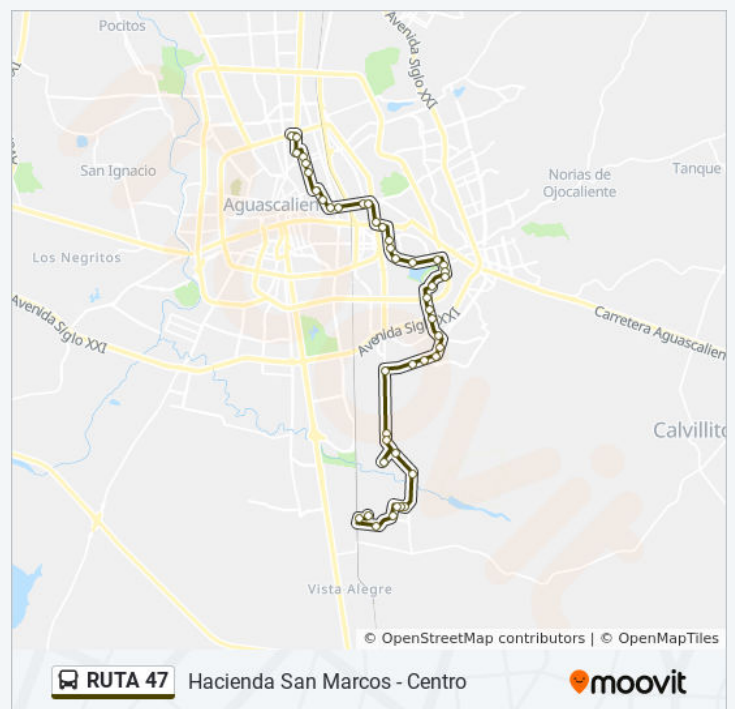 Pocitos
Avenida Siglo XXI
San Ignacio
Norias de
Ojocaliente
Tanque
Aguascalien
Los Negritos
Avenida Siglo XXI
Avenida Siglo XXI
Carretera Aguascalien
Calvillito
Vista Alegre
© OpenStreetMap contributors | © OpenMapTiles
RUTA 47
Hacienda San Marcos - Centro
moovit